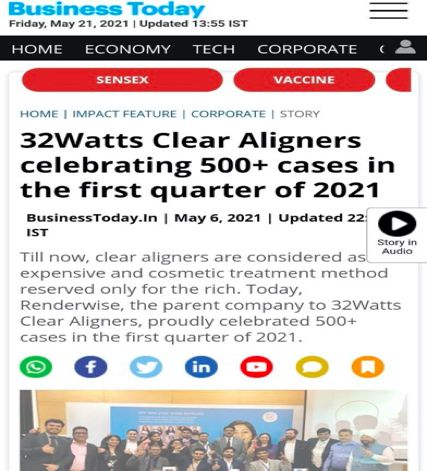 Business Today
Friday, May 21, 2021 | Updated 13:55 IST
HOME ECONOMY TECH CORPORATE
SENSEX VACCINE
HOME | IMPACT FEATURE | CORPORATE | STORY
32Watts Clear Aligners
celebrating 500+ cases in
the first quarter of 2021
BusinessToday.In | May 6, 2021 | Updated 22:
IST
Story in
Audio
Till now, clear aligners are considered as
expensive and cosmetic treatment method
reserved only for the rich. Today,
Renderwise, the parent company to 32Watts
Clear Aligners, proudly celebrated 500+
cases in the first quarter of 2021.